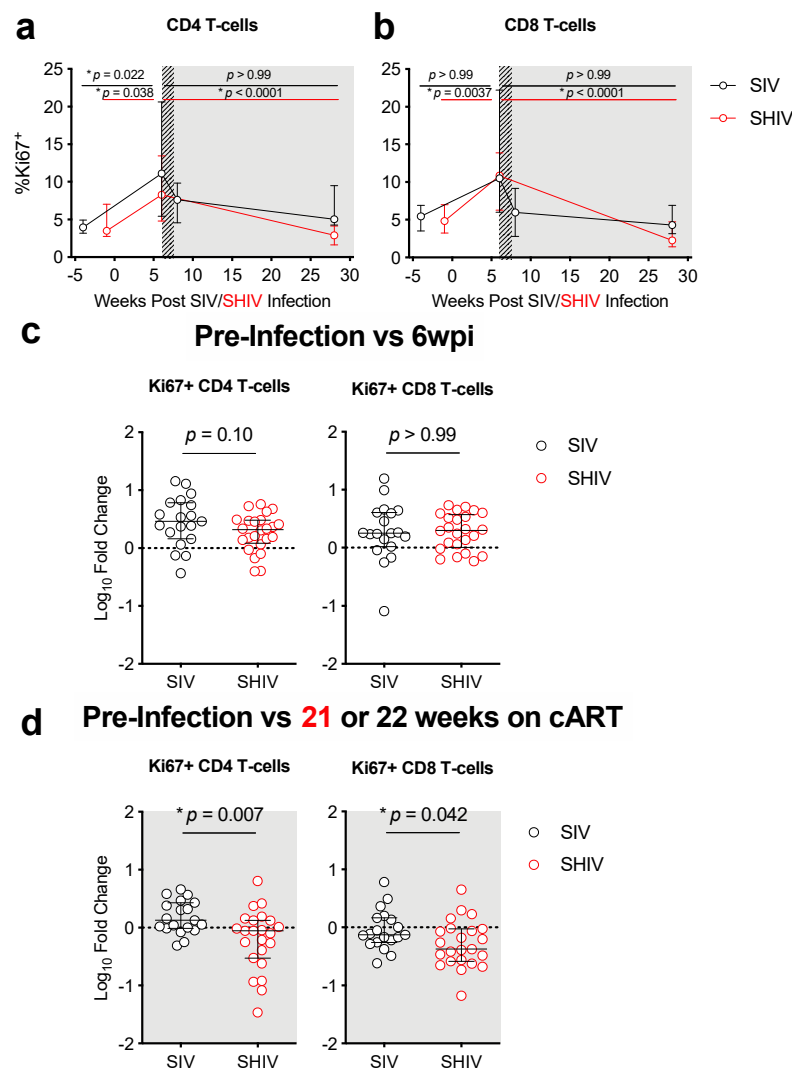 a
CD4 T-cells
b
CD8 T-cells
25
20
15
10
5
0
%Ki67+
* p = 0.022
p > 0.99
* p = 0.038
* p < 0.0001
-5 0 5 10 15 20 25 30
Weeks Post SIV/SHIV Infection
25
20
15
10
5
0
p > 0.99
p > 0.99
* p = 0.0037
* p < 0.0001
-5 0 5 10 15 20 25 30
Weeks Post SIV/SHIV Infection
SIV
SHIV
c
Pre-Infection vs 6wpi
Ki67+ CD4 T-cells
Ki67+ CD8 T-cells
Log10 Fold Change
2
1
0
-1
-2
p = 0.10
SIV SHIV
2
1
0
-1
-2
p > 0.99
SIV SHIV
SIV
SHIV
d
Pre-Infection vs 21 or 22 weeks on cART
Ki67+ CD4 T-cells
Ki67+ CD8 T-cells
Log10 Fold Change
2
1
0
-1
-2
* p = 0.007
SIV SHIV
2
1
0
-1
-2
* p = 0.042
SIV SHIV
SIV
SHIV